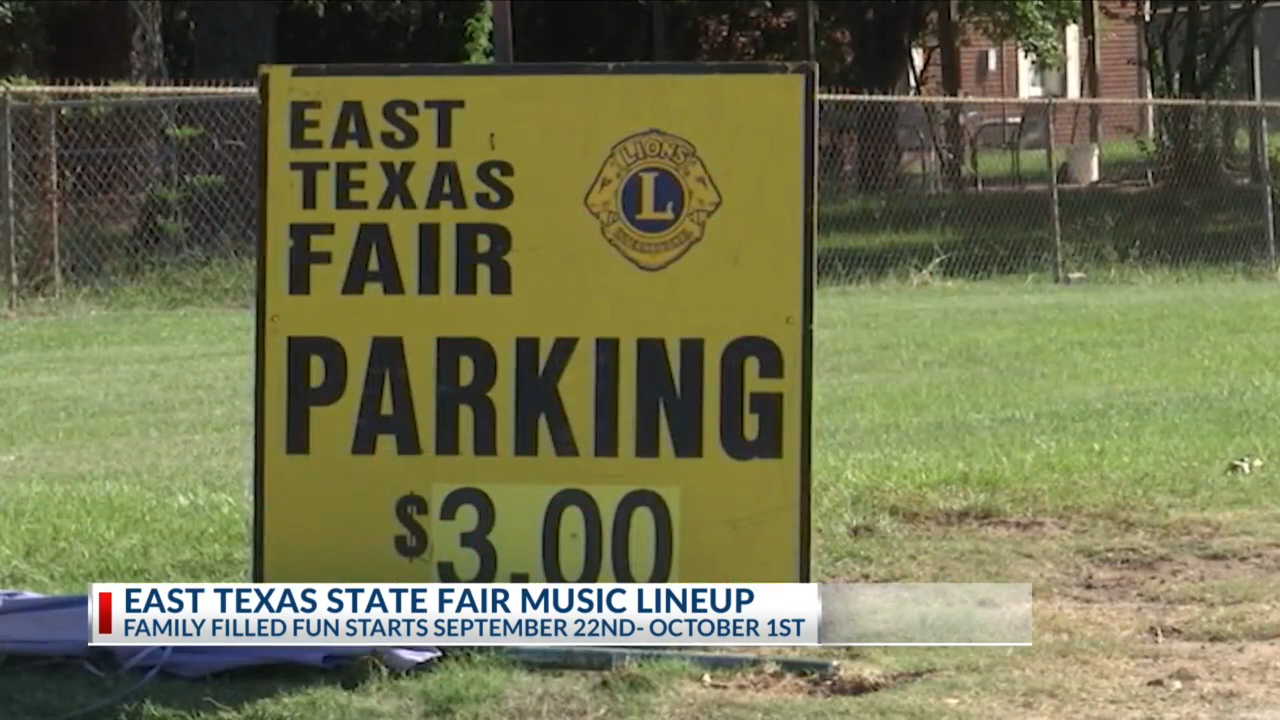 EAST
TEXAS
FAIR
LIONS
L
PARKING
$3.00
EAST TEXAS STATE FAIR MUSIC LINEUP
FAMILY FILLED FUN STARTS SEPTEMBER 22ND- OCTOBER 1ST